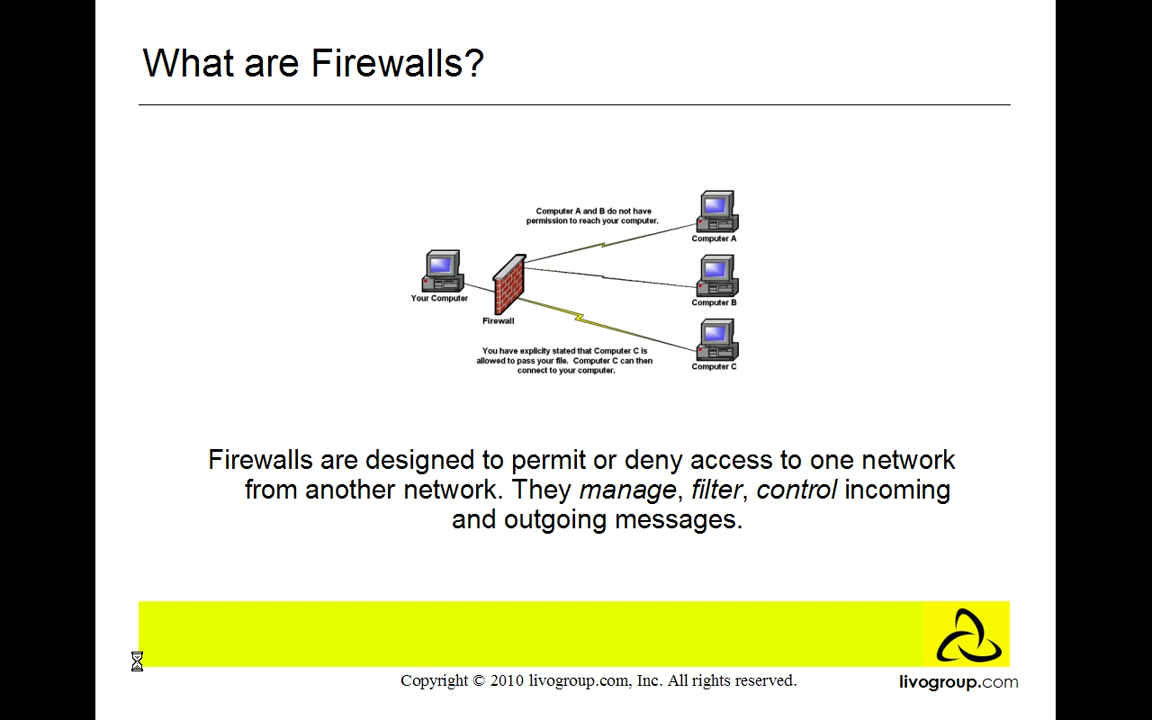 What are Firewalls?
Computer A and B do not have
permission to reach your computer.
Computer A
Your Computer
Computer B
Firewall
You have explicity stated that Computer C is
allowed to pass your file. Computer C can then
connect to your computer.
Computer C
Firewalls are designed to permit or deny access to one network
from another network. They manage, filter, control incoming
and outgoing messages.
Copyright © 2010 livogroup.com, Inc. All rights reserved.
livogroup.com